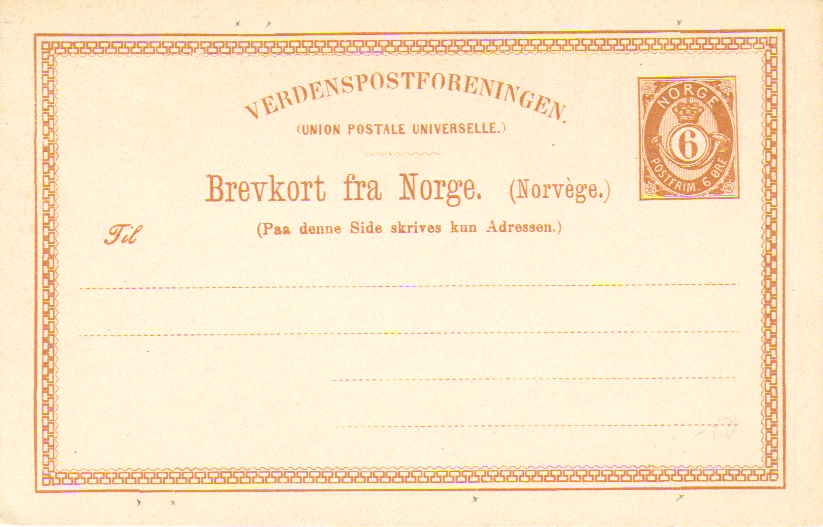 VERDENSPOSTFORENINGEN.
(UNION POSTALE UNIVERSELLE.)
NORGE
6
POSTFRIM. 6 ØRE
Brevkort fra Norge. (Norvège.)
(Paa denne Side skrives kun Adressen.)
Til